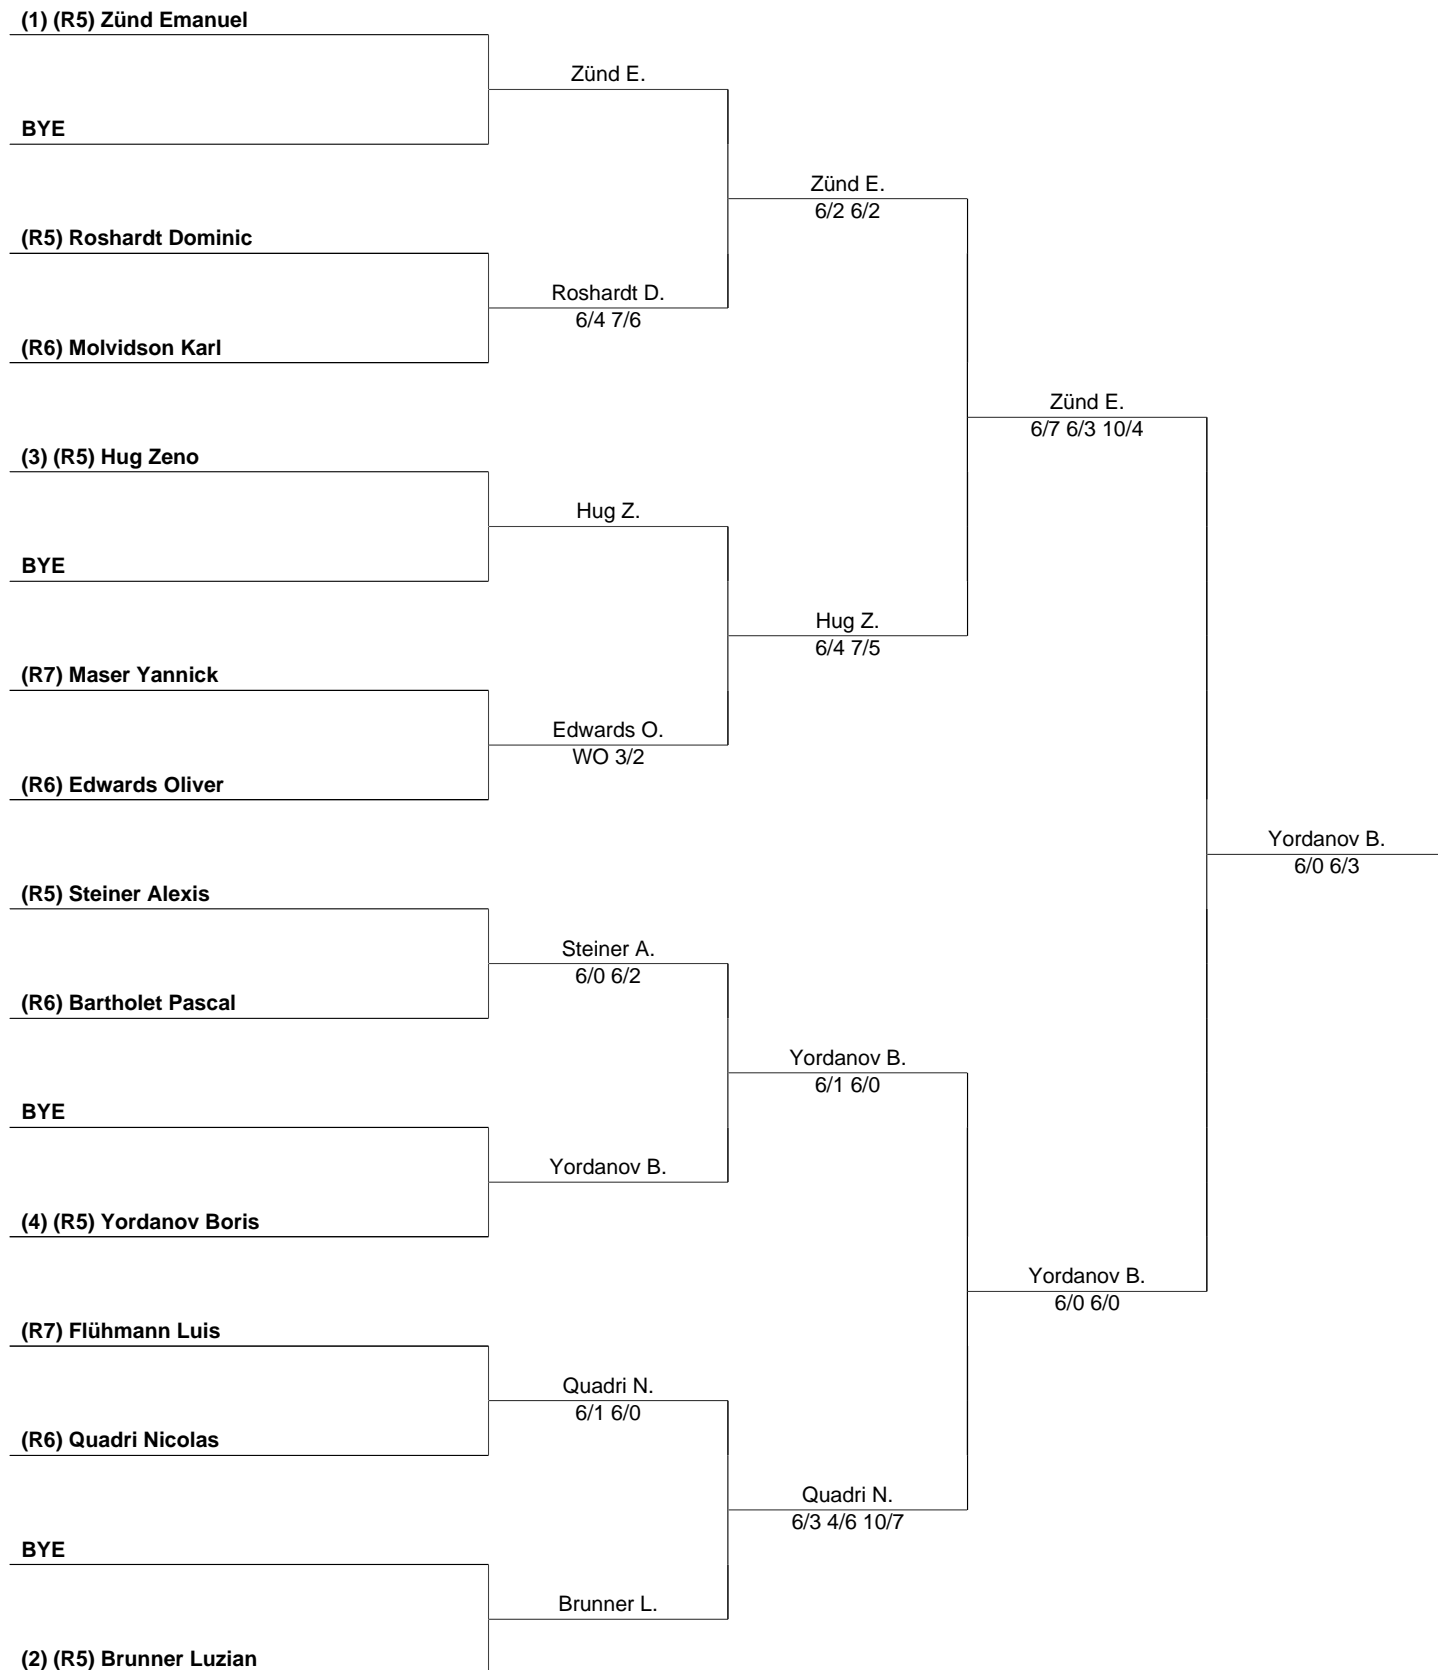 (1) (R5) Zünd Emanuel
Zünd E.
BYE
Zünd E.
6/2 6/2
(R5) Roshardt Dominic
Roshardt D.
6/4 7/6
(R6) Molvidson Karl
Zünd E.
6/7 6/3 10/4
(3) (R5) Hug Zeno
Hug Z.
BYE
Hug Z.
6/4 7/5
(R7) Maser Yannick
Edwards O.
WO 3/2
(R6) Edwards Oliver
Yordanov B.
6/0 6/3
(R5) Steiner Alexis
Steiner A.
6/0 6/2
(R6) Bartholet Pascal
Yordanov B.
6/1 6/0
BYE
Yordanov B.
(4) (R5) Yordanov Boris
Yordanov B.
6/0 6/0
(R7) Flühmann Luis
Quadri N.
6/1 6/0
(R6) Quadri Nicolas
Quadri N.
6/3 4/6 10/7
BYE
Brunner L.
(2) (R5) Brunner Luzian